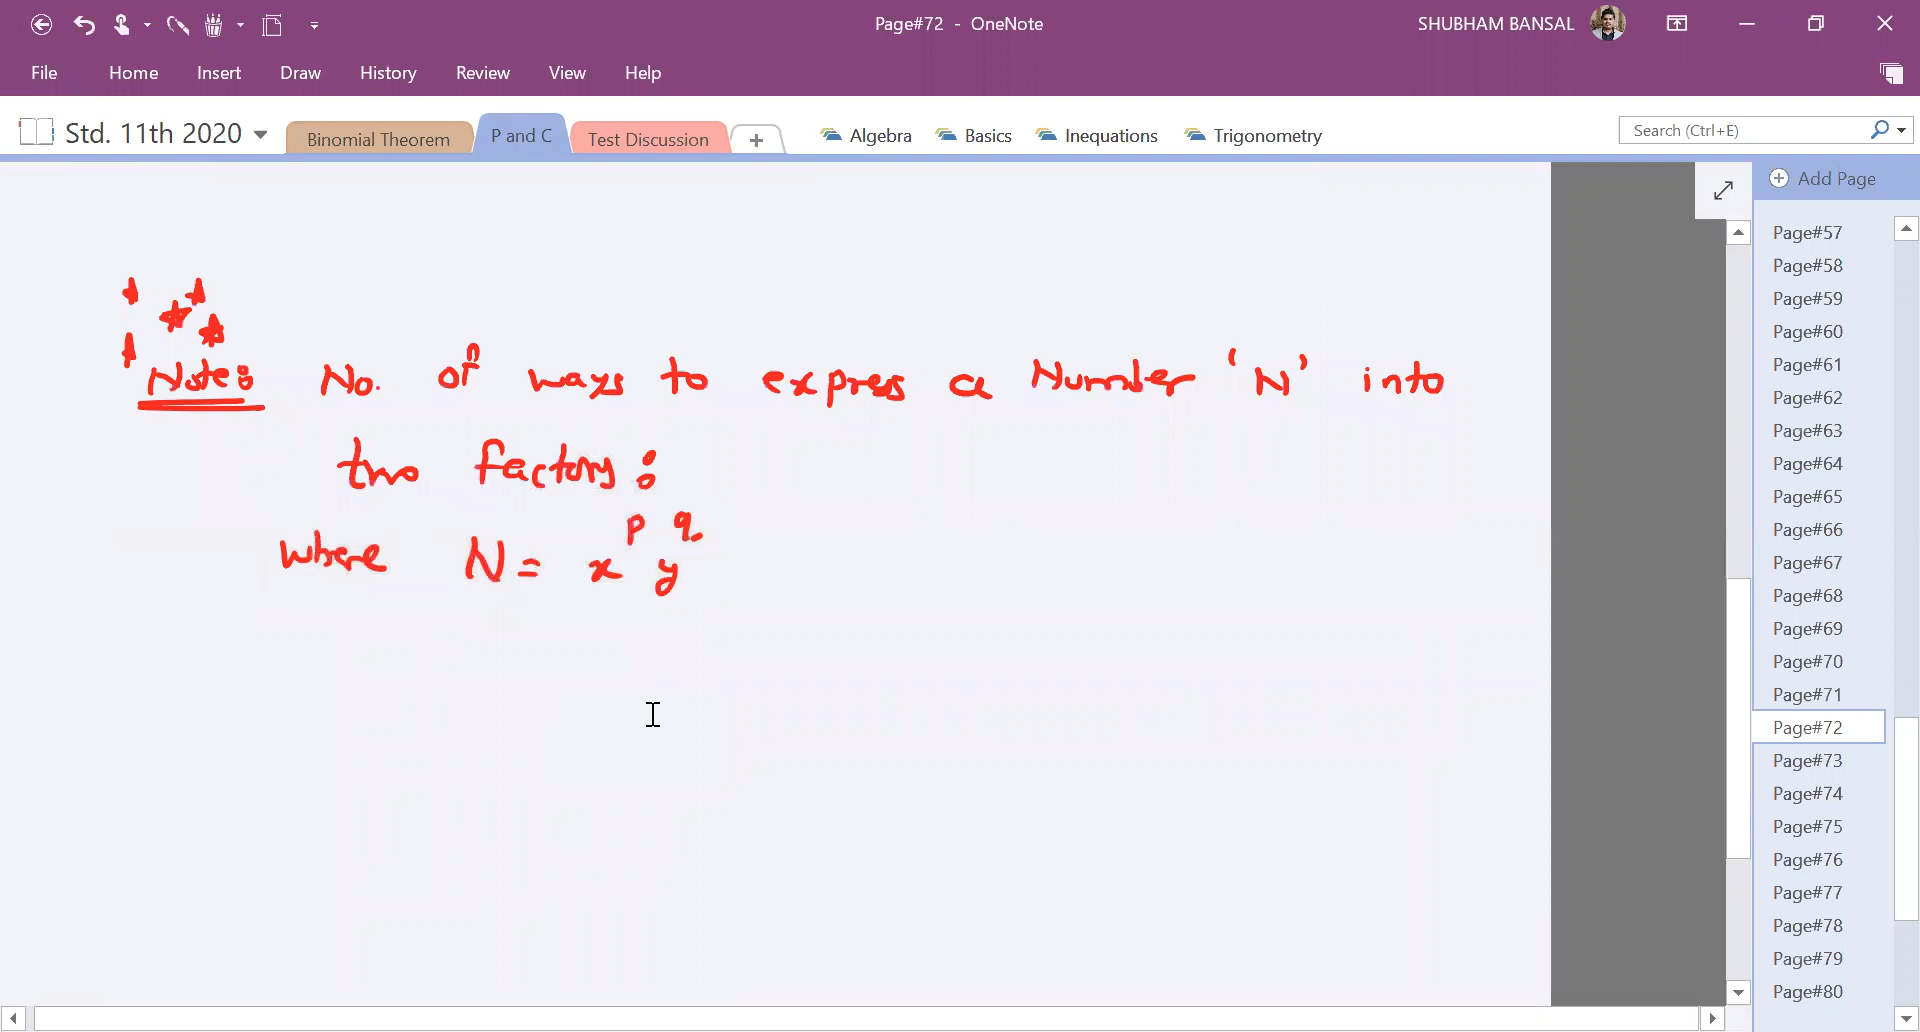 Page#72 - OneNote
SHUBHAM BANSAL
File Home Insert Draw History Review View Help
Std. 11th 2020
Binomial Theorem
P and C
Test Discussion
+
Algebra
Basics
Inequations
Trigonometry
Search (Ctrl+E)
Add Page
Note: No. of ways to express a Number 'N' into
two factors:
where N = x^p y^q.
Page#57
Page#58
Page#59
Page#60
Page#61
Page#62
Page#63
Page#64
Page#65
Page#66
Page#67
Page#68
Page#69
Page#70
Page#71
Page#72
Page#73
Page#74
Page#75
Page#76
Page#77
Page#78
Page#79
Page#80